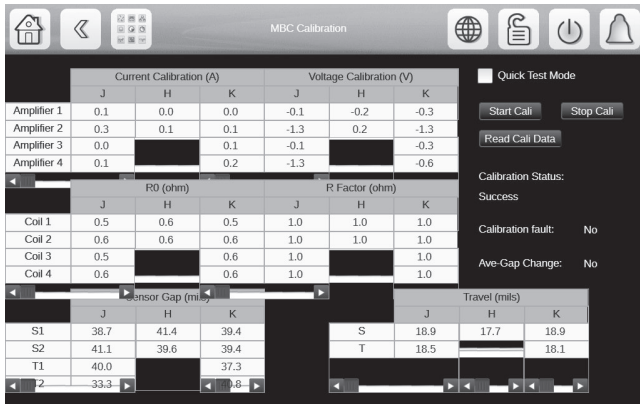 MBC Calibration
Current Calibration (A) Voltage Calibration (V) Quick Test Mode
J H K J H K
Amplifier 1 0.1 0.0 0.0 -0.1 -0.2 -0.3 Start Cali Stop Cali
Amplifier 2 0.3 0.1 0.1 -1.3 0.2 -1.3
Amplifier 3 0.0 0.1 -0.1 -0.3 Read Cali Data
Amplifier 4 0.1 0.2 -1.3 -0.6
Calibration Status:
R0 (ohm) R Factor (ohm) Success
J H K J H K
Coil 1 0.5 0.6 0.5 1.0 1.0 1.0
Coil 2 0.6 0.6 0.6 1.0 1.0 1.0 Calibration fault: No
Coil 3 0.5 0.6 1.0 1.0
Coil 4 0.6 0.6 1.0 1.0 Ave-Gap Change: No
Sensor Gap (mils) Travel (mils)
J H K J H K
S1 38.7 41.4 39.4 S 18.9 17.7 18.9
S2 41.1 39.6 39.4 T 18.5 18.1
T1 40.0 37.3
T2 33.3 40.8